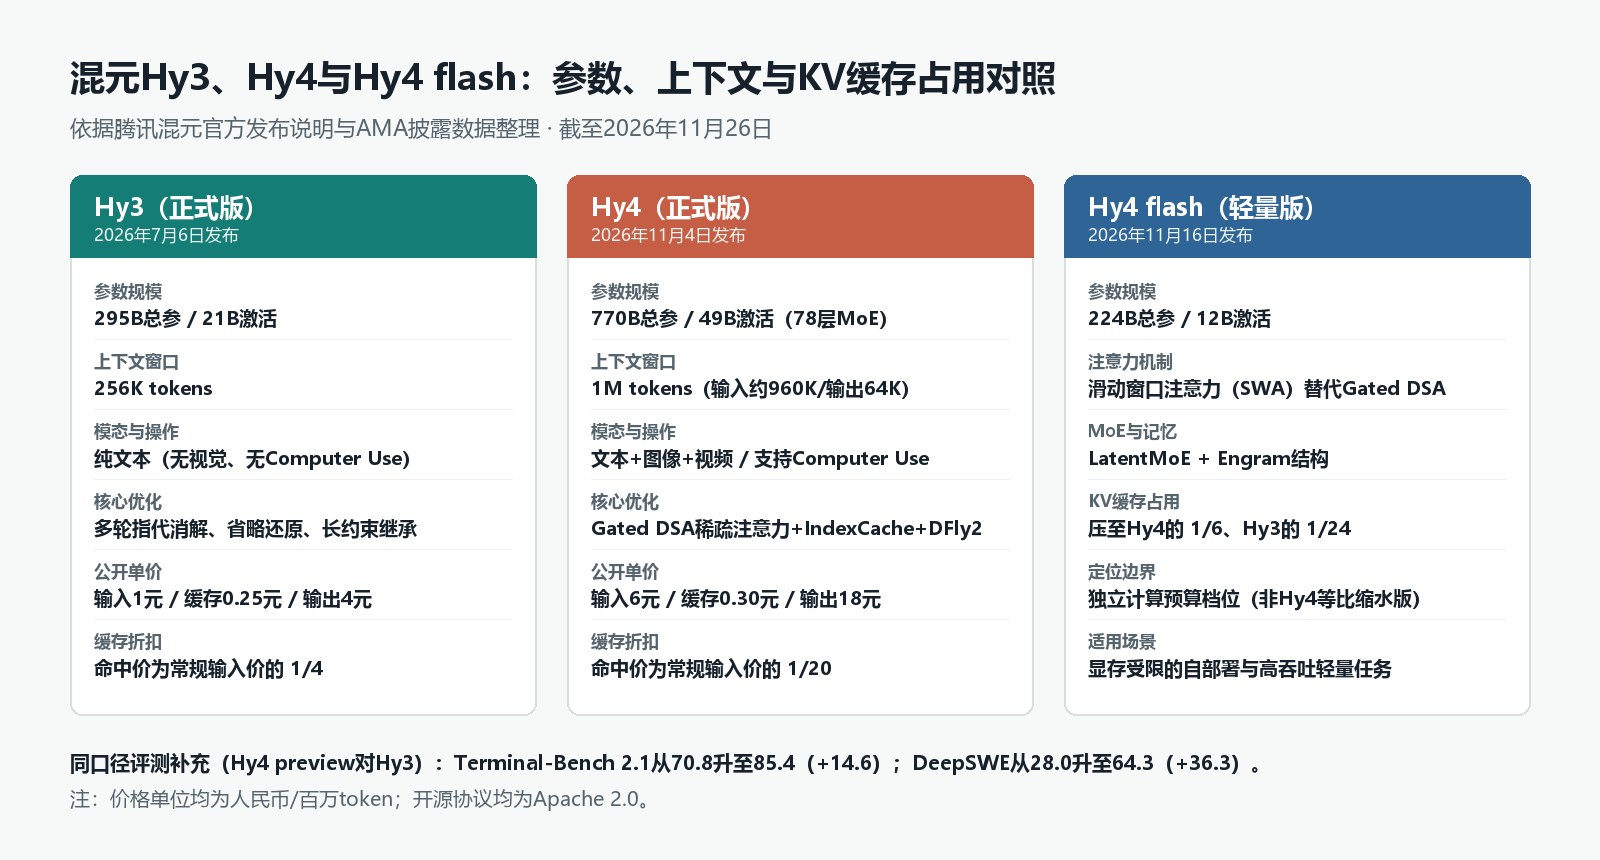 混元Hy3、Hy4与Hy4 flash：参数、上下文与KV缓存占用对照
依据腾讯混元官方发布说明与AMA披露数据整理 · 截至2026年11月26日
Hy3（正式版）
2026年7月6日发布
参数规模
295B总参 / 21B激活
上下文窗口
256K tokens
模态与操作
纯文本（无视觉、无Computer Use）
核心优化
多轮指代消解、省略还原、长约束继承
公开单价
输入1元 / 缓存0.25元 / 输出4元
缓存折扣
命中价为常规输入价的 1/4
Hy4（正式版）
2026年11月4日发布
参数规模
770B总参 / 49B激活（78层MoE）
上下文窗口
1M tokens（输入约960K/输出64K）
模态与操作
文本+图像+视频 / 支持Computer Use
核心优化
Gated DSA稀疏注意力+IndexCache+DFly2
公开单价
输入6元 / 缓存0.30元 / 输出18元
缓存折扣
命中价为常规输入价的 1/20
Hy4 flash（轻量版）
2026年11月16日发布
参数规模
224B总参 / 12B激活
注意力机制
滑动窗口注意力（SWA）替代Gated DSA
MoE与记忆
LatentMoE + Engram结构
KV缓存占用
压至Hy4的 1/6、Hy3的 1/24
定位边界
独立计算预算档位（非Hy4等比缩水版）
适用场景
显存受限的自部署与高吞吐轻量任务
同口径评测补充（Hy4 preview对Hy3）：Terminal-Bench 2.1从70.8升至85.4（+14.6）；DeepSWE从28.0升至64.3（+36.3）。
注：价格单位均为人民币/百万token；开源协议均为Apache 2.0。